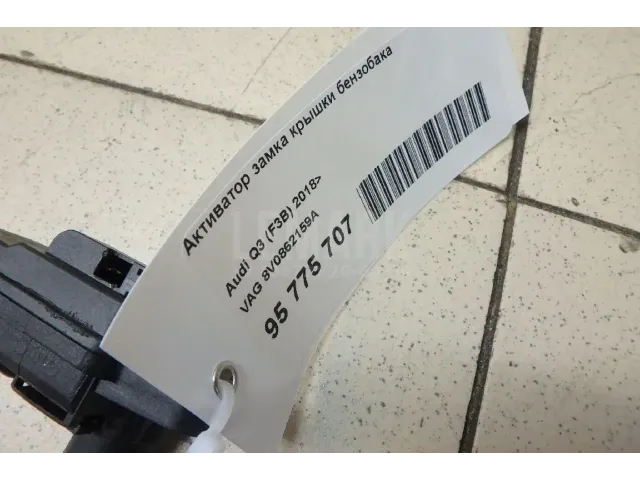 Активатор замка крышки бензобака
Audi Q3 (F3B) 2018>
VAG 8V0862159A
95 775 707